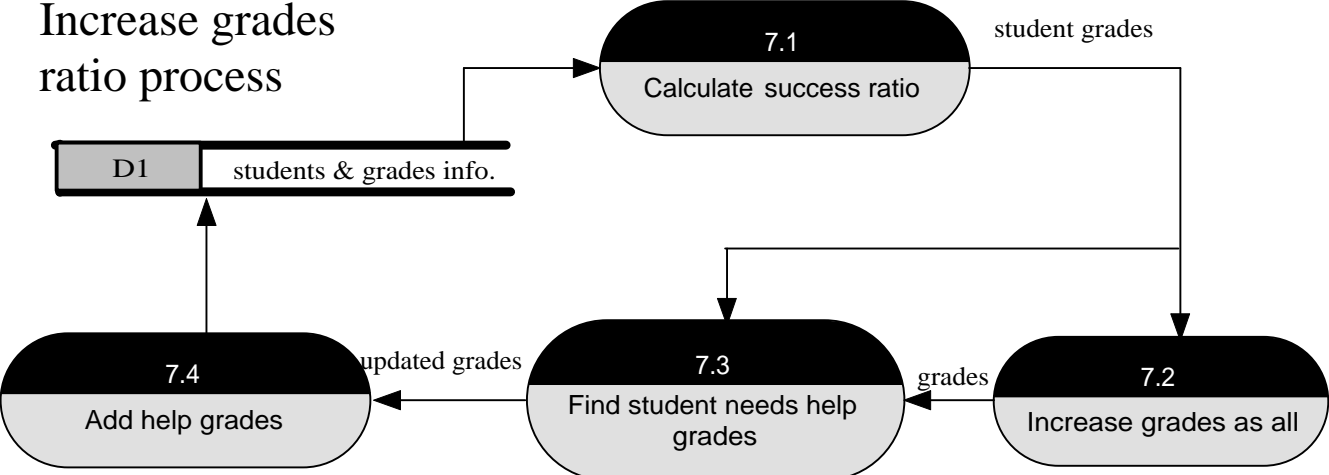 Increase grades
ratio process
7.1
Calculate success ratio
student grades
D1
students & grades info.
7.4
Add help grades
updated grades
7.3
Find student needs help
grades
grades
7.2
Increase grades as all